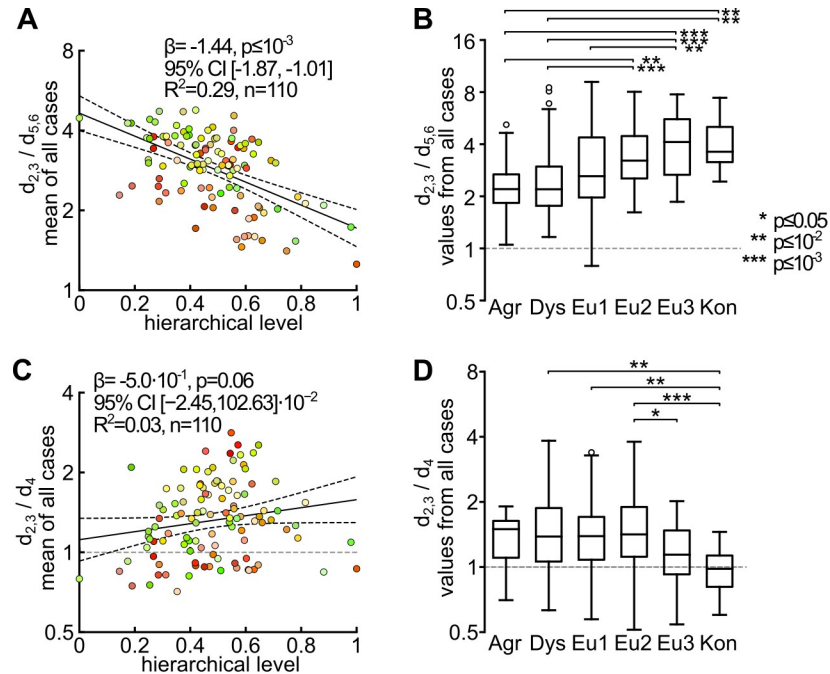 A
β= -1.44, p≤10-3
95% CI [-1.87, -1.01]
R2=0.29, n=110
d2,3 / d5,6
mean of all cases
8
4
2
1
0
0.2
0.4
0.6
0.8
1
hierarchical level
B
**
**
***
***
**
**
***
d2,3 / d5,6
values from all cases
16
8
4
2
1
0.5
* p≤0.05
** p≤10-2
*** p≤10-3
Agr Dys Eu1 Eu2 Eu3 Kon
C
β= -5.0·10-1, p=0.06
95% CI [−2.45,102.63]·10−2
R2=0.03, n=110
d2,3 / d4
mean of all cases
4
2
1
0.5
0
0.2
0.4
0.6
0.8
1
hierarchical level
D
**
**
***
*
d2,3 / d4
values from all cases
8
4
2
1
0.5
Agr Dys Eu1 Eu2 Eu3 Kon